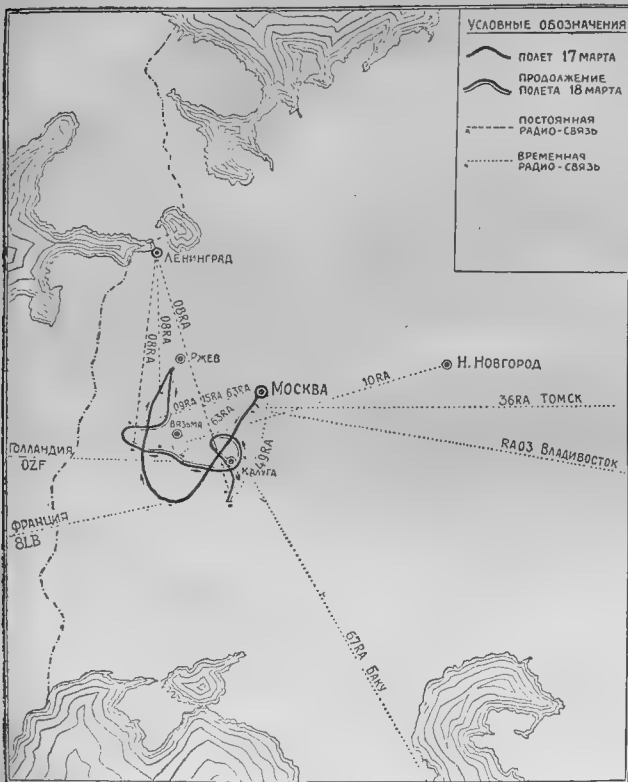 УСЛОВНЫЕ ОБОЗНАЧЕНИЯ
ПОЛЕТ 17 МАРТА
ПРОДОЛЖЕНИЕ
ПОЛЕТА 18 МАРТА
ПОСТОЯННАЯ
РАДИО-СВЯЗЬ
ВРЕМЕННАЯ
РАДИО-СВЯЗЬ
ЛЕНИНГРАД
08RA
08RA
08RA
РЖЕВ
МОСКВА
Н. НОВГОРОД
10RA
09RA 15RA 63RA
63RA
ВЯЗЬМА
36RA ТОМСК
RA03 ВЛАДИВОСТОК
ГОЛЛАНДИЯ
0ZF
КАЛУГА
49RA
ФРАНЦИЯ
8LB
67RA БАКУ